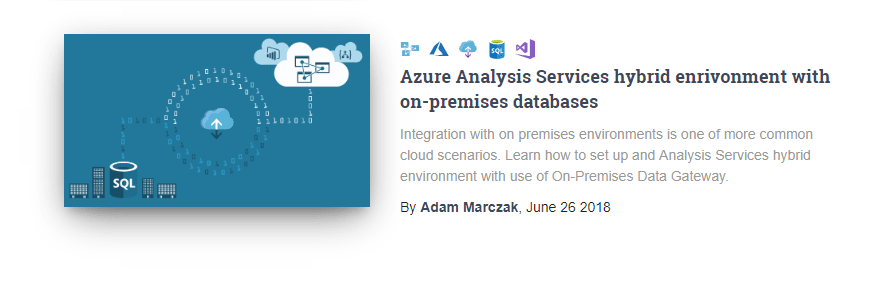 Azure Analysis Services hybrid enrivonment with
on-premises databases
Integration with on premises environments is one of more common
cloud scenarios. Learn how to set up and Analysis Services hybrid
environment with use of On-Premises Data Gateway.
By Adam Marczak, June 26 2018
SQL
SQL